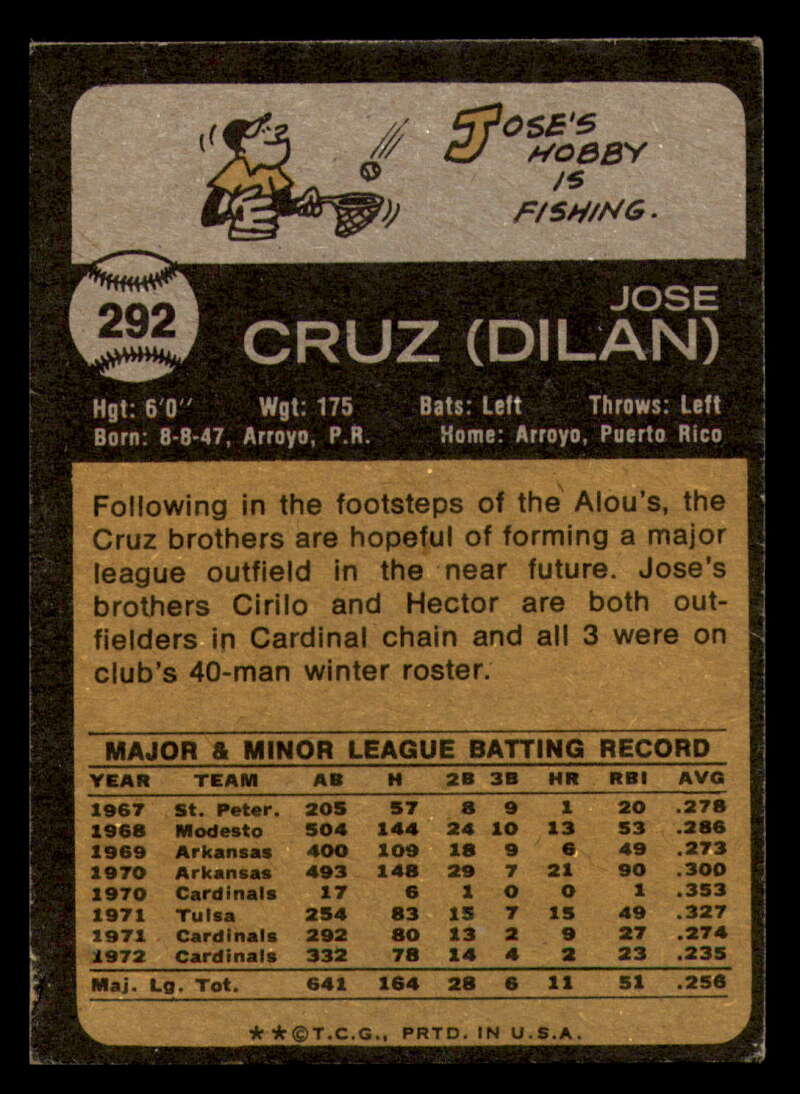 JOSE'S
HOBBY
IS
FISHING.
292
JOSE
CRUZ (DILAN)
Hgt: 6'0" Wgt: 175 Bats: Left Throws: Left
Born: 8-8-47, Arroyo, P.R. Home: Arroyo, Puerto Rico
Following in the footsteps of the Alou's, the
Cruz brothers are hopeful of forming a major
league outfield in the near future. Jose's
brothers Cirilo and Hector are both out-
fielders in Cardinal chain and all 3 were on
club's 40-man winter roster.
MAJOR & MINOR LEAGUE BATTING RECORD
YEAR TEAM AB H 2B 3B HR RBI AVG
1967 St. Peter. 205 57 8 9 1 20 .278
1968 Modesto 504 144 24 10 13 53 .286
1969 Arkansas 400 109 18 9 6 49 .273
1970 Arkansas 493 148 29 7 21 90 .300
1970 Cardinals 17 6 1 0 0 1 .353
1971 Tulsa 254 83 15 7 15 49 .327
1971 Cardinals 292 80 13 2 9 27 .274
1972 Cardinals 332 78 14 4 2 23 .235
Maj. Lg. Tot. 641 164 28 6 11 51 .256
**©T.C.G., PRTD. IN U.S.A.